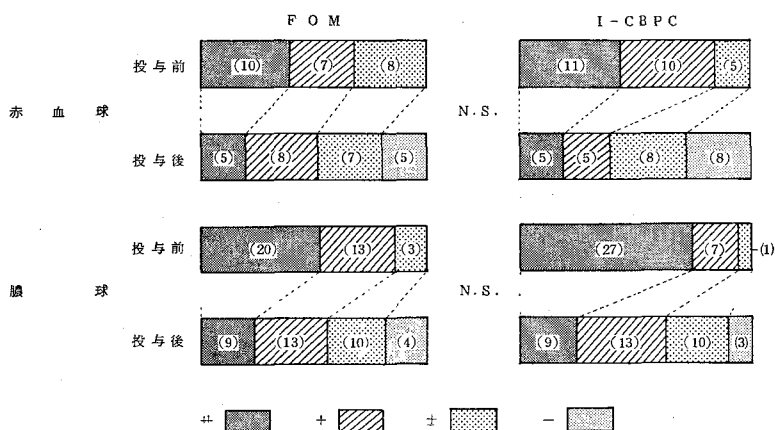 FOM I-CBPC
投与前 (10) (7) (8) (11) (10) (5)
赤血球 N.S.
投与後 (5) (8) (7) (5) (5) (5) (8) (8)
投与前 (20) (13) (3) (27) (7) (1)
膿球 N.S.
投与後 (9) (13) (10) (4) (9) (13) (10) (3)
++ + ± −